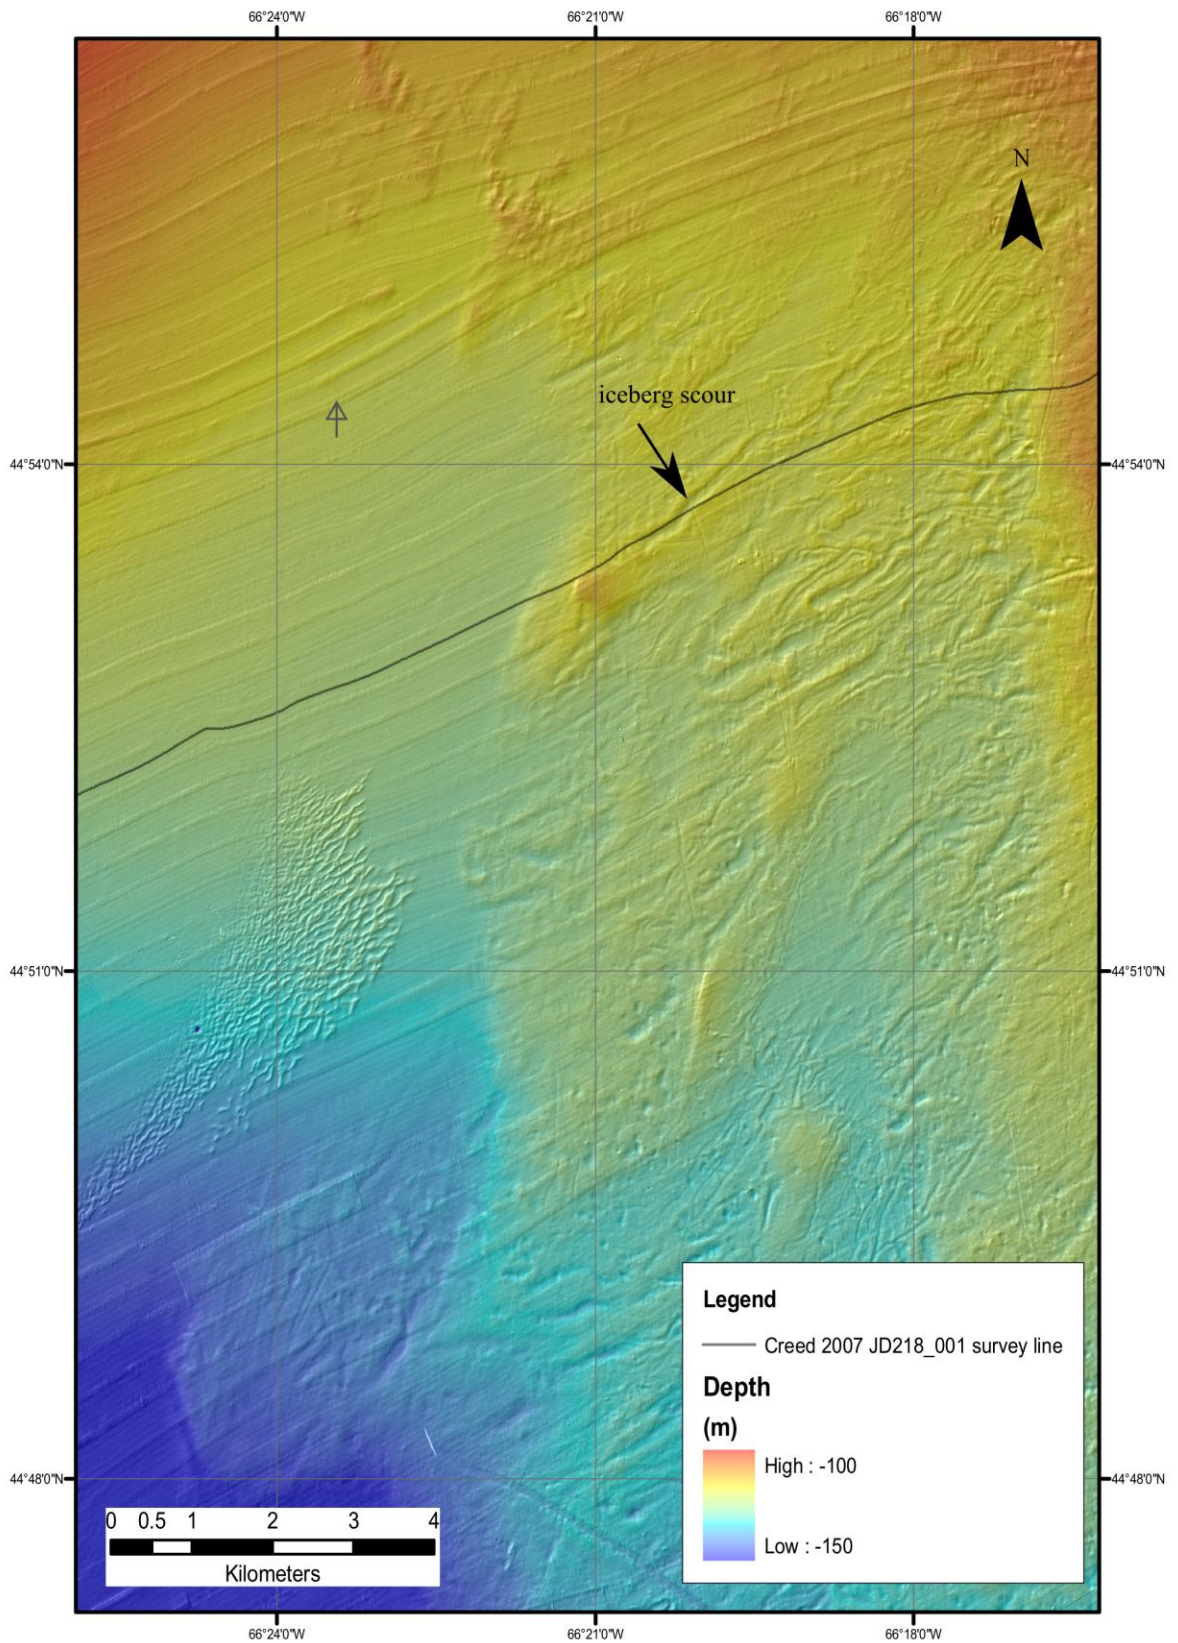 66°24'0"W 66°21'0"W 66°18'0"W
N
iceberg scour
44°54'0"N 44°54'0"N
44°51'0"N 44°51'0"N
Legend
Creed 2007 JD218_001 survey line
Depth
(m)
High : -100
44°48'0"N 44°48'0"N
Low : -150
0 0.5 1 2 3 4
Kilometers
66°24'0"W 66°21'0"W 66°18'0"W